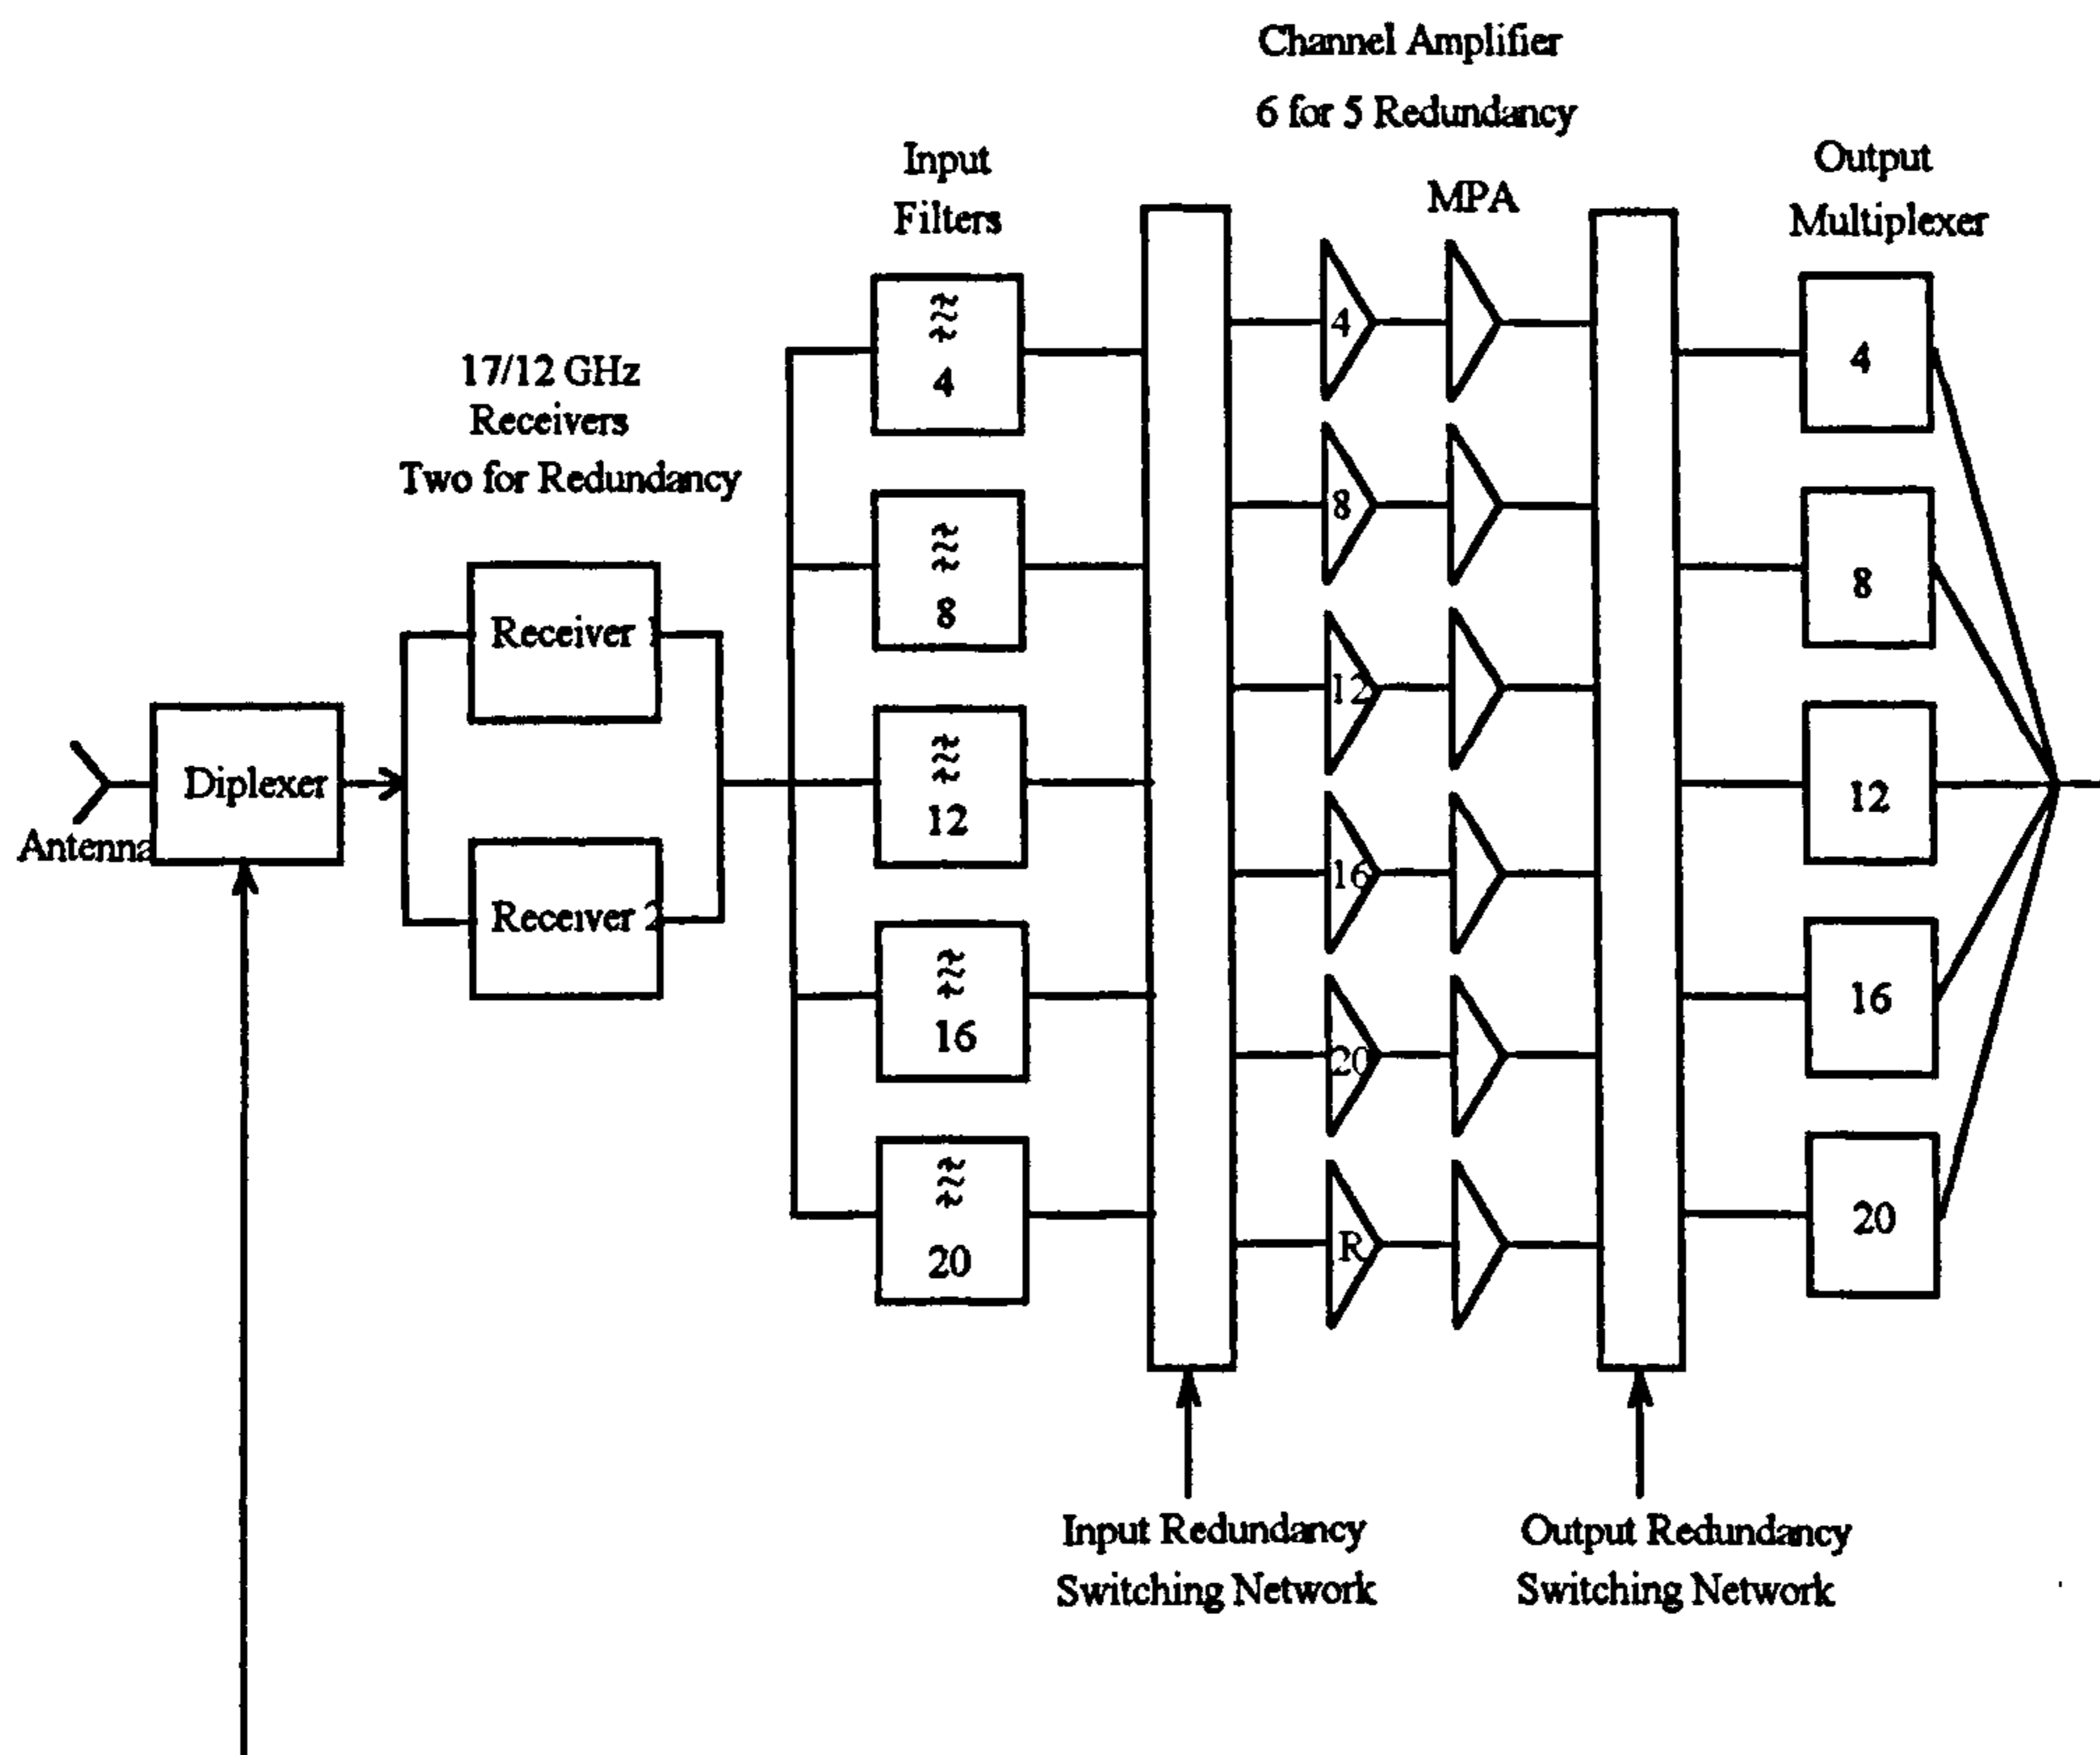 Channel Amplifier
6 for 5 Redundancy
MPA
Input
Filters
Output
Multiplexer
17/12 GHz
Receivers
Two for Redundancy
Antenna
Diplexer
Receiver 1
Receiver 2
4
8
12
16
20
4
8
12
16
20
R
4
8
12
16
20
Input Redundancy
Switching Network
Output Redundancy
Switching Network